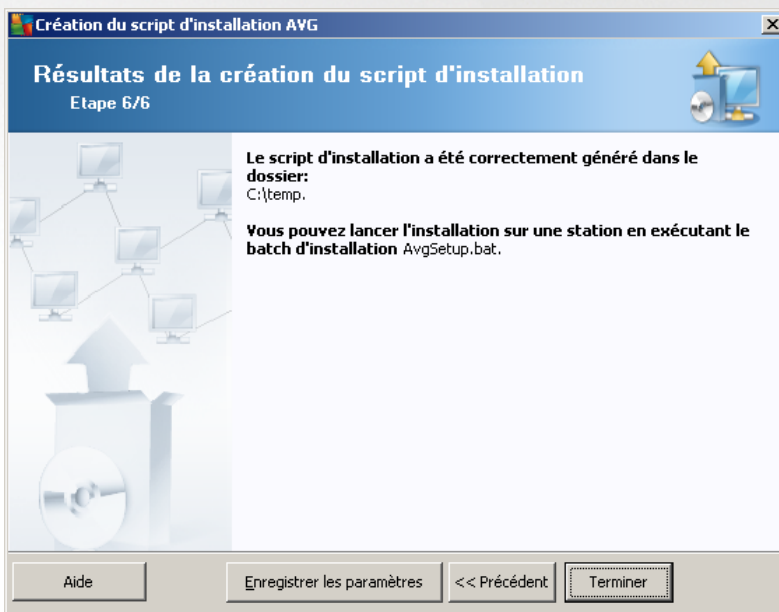 Création du script d'installation AVG
Résultats de la création du script d'installation
Etape 6/6
Le script d'installation a été correctement généré dans le
dossier:
C:\temp.
Vous pouvez lancer l'installation sur une station en exécutant le
batch d'installation AvgSetup.bat.
Aide
Enregistrer les paramètres
<< Précédent
Terminer